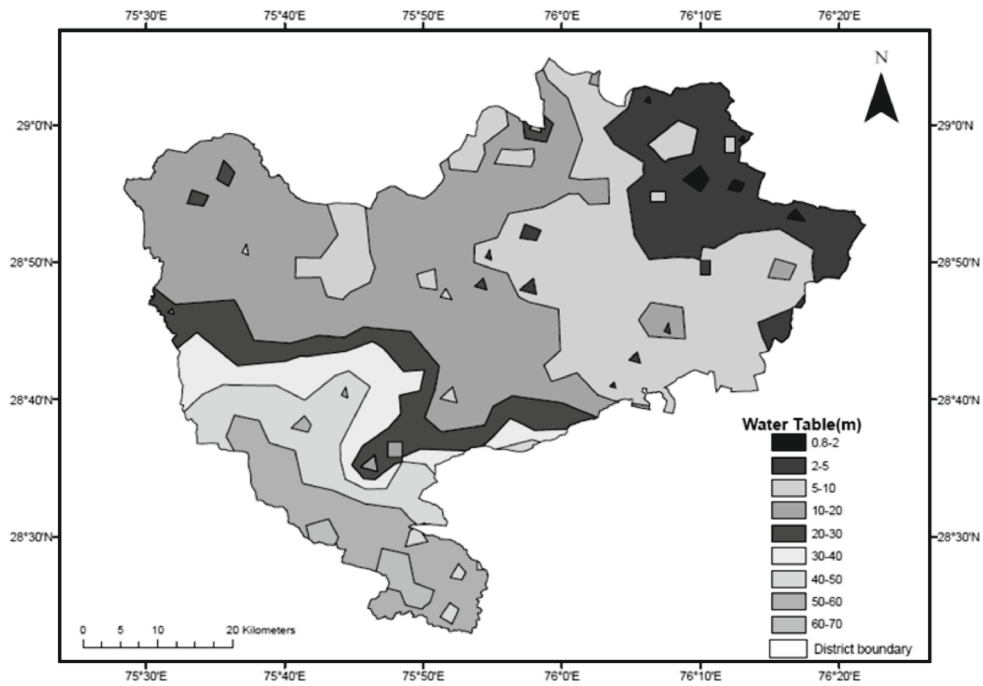 75°30'E 75°40'E 75°50'E 76°0'E 76°10'E 76°20'E
N
29°0'N 29°0'N
28°50'N 28°50'N
28°40'N 28°40'N
Water Table(m)
0.8-2
2-5
5-10
10-20
20-30
28°30'N 28°30'N
30-40
40-50
50-60
60-70
District boundary
0 5 10 20 Kilometers
75°30'E 75°40'E 75°50'E 76°0'E 76°10'E 76°20'E